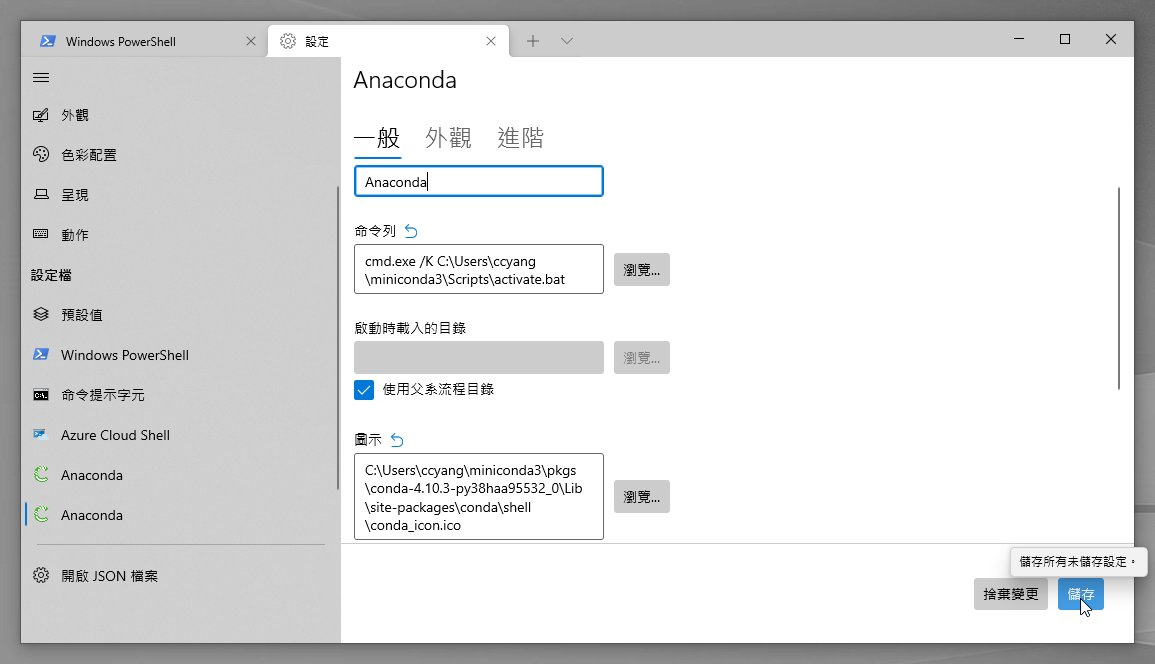 Windows PowerShell
設定
外觀
色彩配置
呈現
動作
設定檔
預設值
Windows PowerShell
命令提示字元
Azure Cloud Shell
Anaconda
Anaconda
開啟 JSON 檔案
Anaconda
一般 外觀 進階
Anaconda
命令列
cmd.exe /K C:\Users\ccyang
\miniconda3\Scripts\activate.bat
瀏覽...
啟動時載入的目錄
瀏覽...
使用父系流程目錄
圖示
C:\Users\ccyang\miniconda3\pkgs
\conda-4.10.3-py38haa95532_0\Lib
\site-packages\conda\shell
\conda_icon.ico
瀏覽...
儲存所有未儲存設定。
捨棄變更
儲存